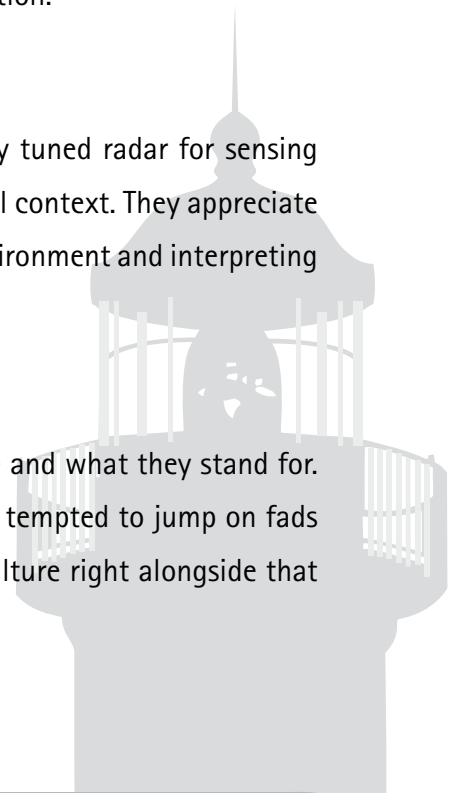 tion.
y tuned radar for sensing
l context. They appreciate
ironment and interpreting
and what they stand for.
tempted to jump on fads
lture right alongside that